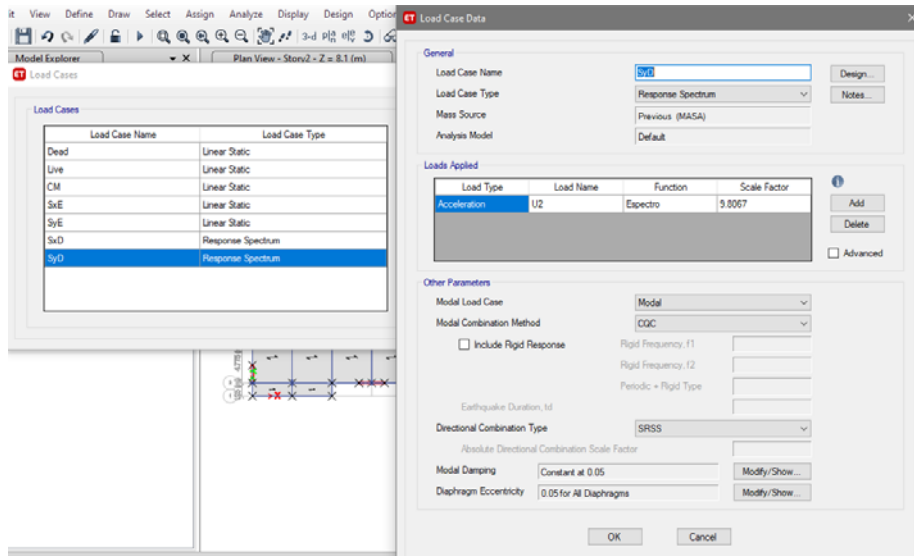 it View Define Draw Select Assign Analyze Display Design Option
3-d
Model Explorer
Plan View - Story2 - Z = 8.1 (m)
Load Cases
Load Cases
Load Case Name Load Case Type
Dead Linear Static
Live Linear Static
CM Linear Static
SxE Linear Static
SyE Linear Static
SxD Response Spectrum
SyD Response Spectrum
Load Case Data
General
Load Case Name SyD Design...
Load Case Type Response Spectrum Notes...
Mass Source Previous (MASA)
Analysis Model Default
Loads Applied
Load Type Load Name Function Scale Factor
Acceleration U2 Espectro 9.8067
Add
Delete
Advanced
Other Parameters
Modal Load Case Modal
Modal Combination Method CQC
Include Rigid Response Rigid Frequency, f1
Rigid Frequency, f2
Periodic + Rigid Type
Earthquake Duration, td
Directional Combination Type SRSS
Absolute Directional Combination Scale Factor
Modal Damping Constant at 0.05 Modify/Show...
Diaphragm Eccentricity 0.05 for All Diaphragms Modify/Show...
OK Cancel